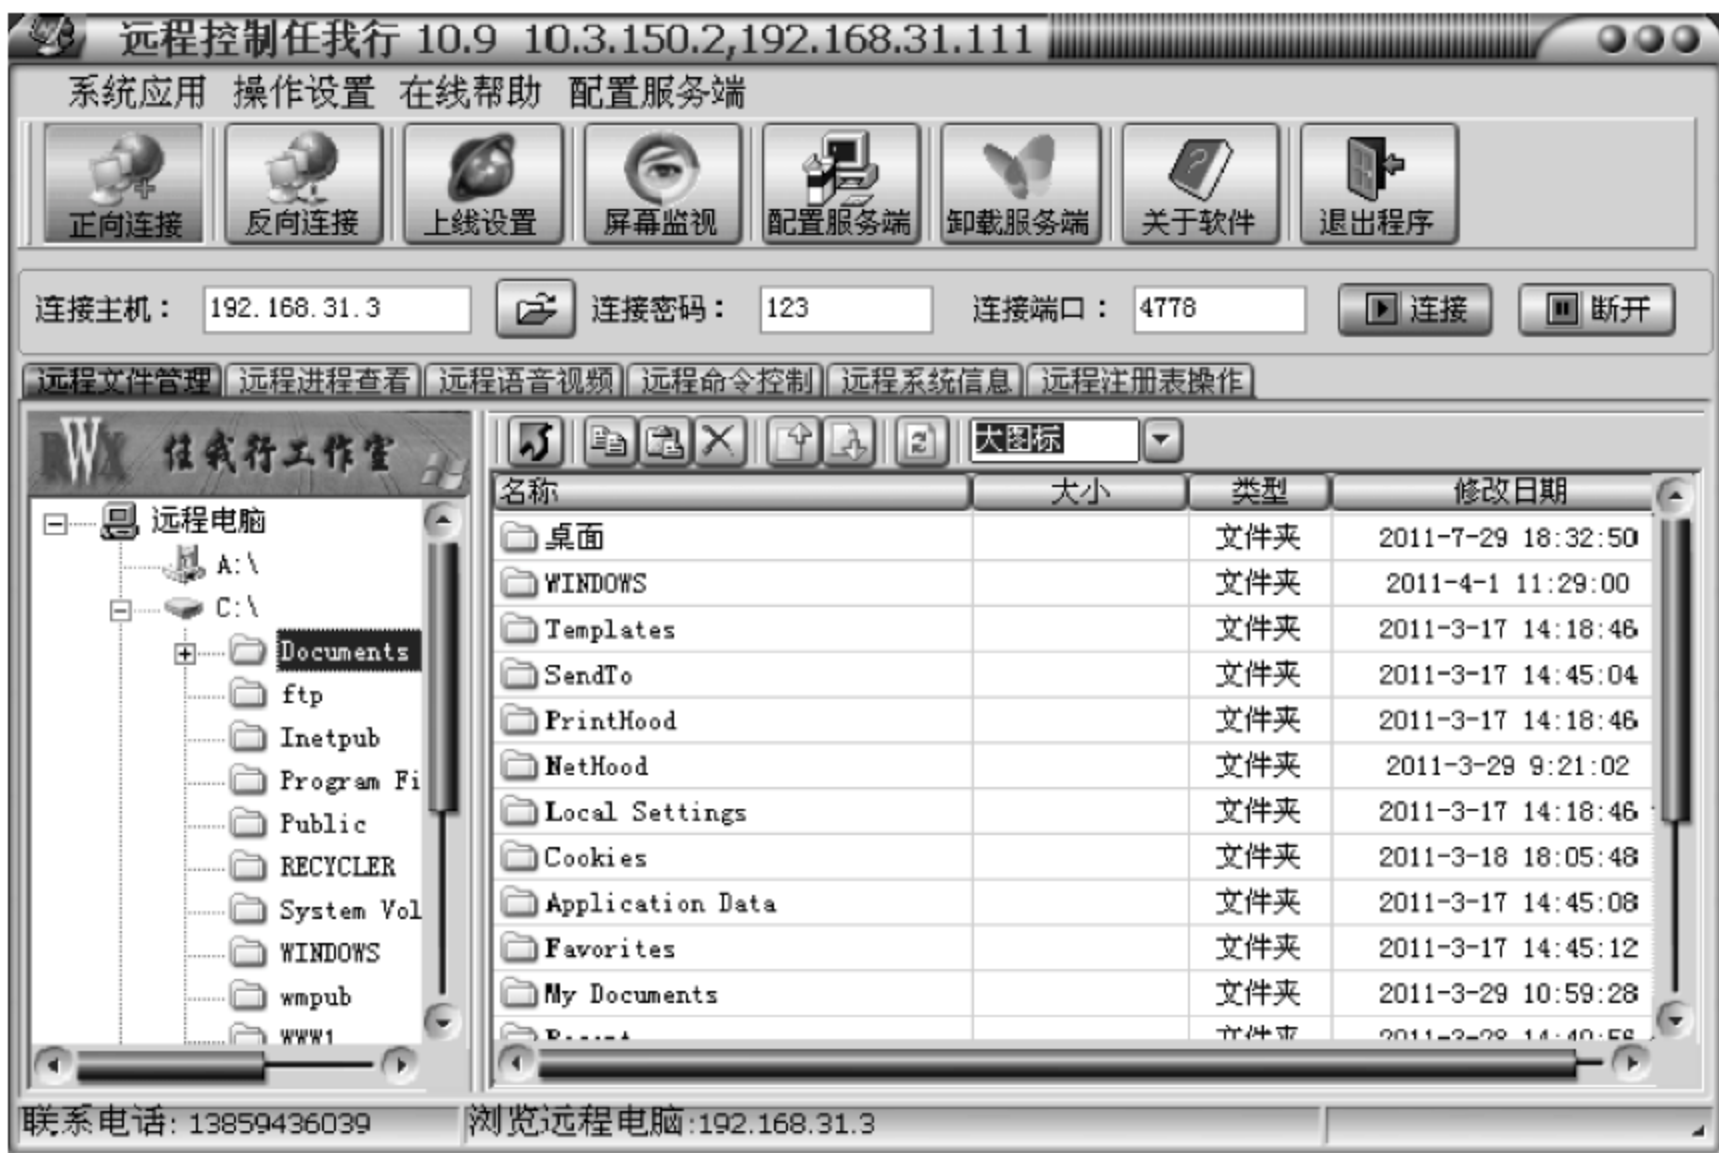 远程控制任我行 10.9 10.3.150.2,192.168.31.111
系统应用 操作设置 在线帮助 配置服务端
正向连接 反向连接 上线设置 屏幕监视 配置服务端 卸载服务端 关于软件 退出程序
连接主机： 192.168.31.3 连接密码： 123 连接端口： 4778 连接 断开
远程文件管理 远程进程查看 远程语音视频 远程命令控制 远程系统信息 远程注册表操作
RWX 任我行工作室
大图标
名称 大小 类型 修改日期
远程电脑
A:\
C:\
Documents
ftp
Inetpub
Program Fi
Public
RECYCLER
System Vol
WINDOWS
wmpub
WWW1
桌面 文件夹 2011-7-29 18:32:50
WINDOWS 文件夹 2011-4-1 11:29:00
Templates 文件夹 2011-3-17 14:18:46
SendTo 文件夹 2011-3-17 14:45:04
PrintHood 文件夹 2011-3-17 14:18:46
NetHood 文件夹 2011-3-29 9:21:02
Local Settings 文件夹 2011-3-17 14:18:46
Cookies 文件夹 2011-3-18 18:05:48
Application Data 文件夹 2011-3-17 14:45:08
Favorites 文件夹 2011-3-17 14:45:12
My Documents 文件夹 2011-3-29 10:59:28
Recent 文件夹 2011-3-28 14:40:56
联系电话: 13859436039 浏览远程电脑:192.168.31.3